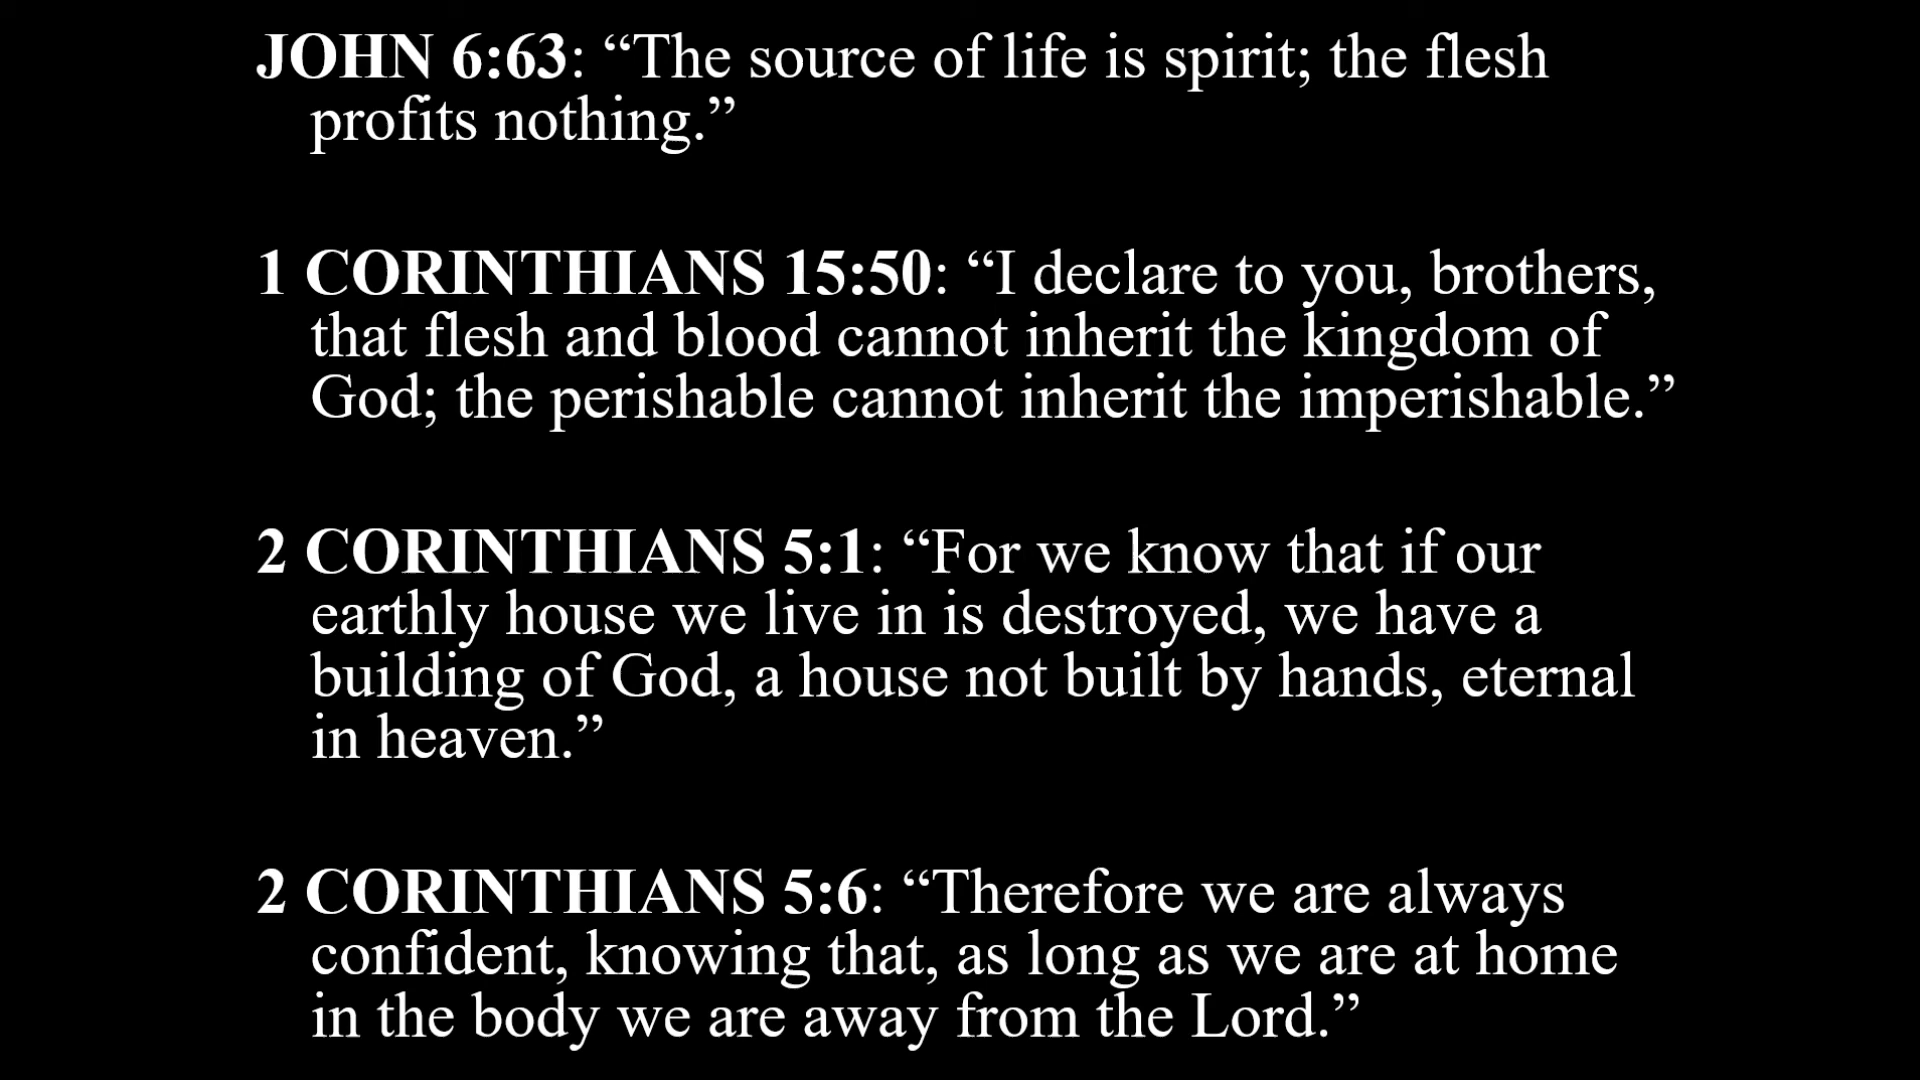 JOHN 6:63: “The source of life is spirit; the flesh
profits nothing.”
1 CORINTHIANS 15:50: “I declare to you, brothers,
that flesh and blood cannot inherit the kingdom of
God; the perishable cannot inherit the imperishable.”
2 CORINTHIANS 5:1: “For we know that if our
earthly house we live in is destroyed, we have a
building of God, a house not built by hands, eternal
in heaven.”
2 CORINTHIANS 5:6: “Therefore we are always
confident, knowing that, as long as we are at home
in the body we are away from the Lord.”